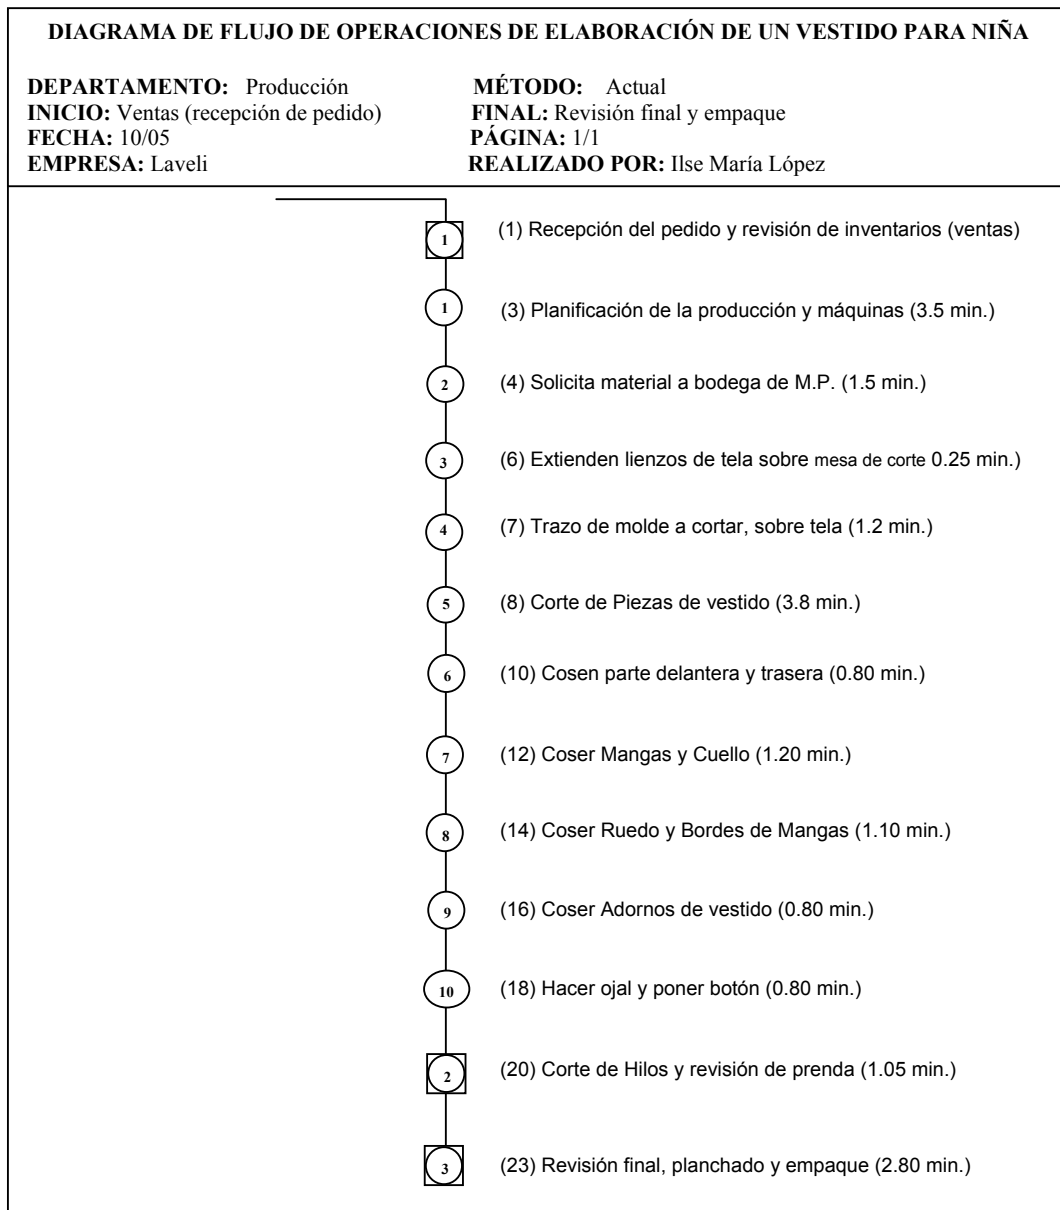 DIAGRAMA DE FLUJO DE OPERACIONES DE ELABORACIÓN DE UN VESTIDO PARA NIÑA
DEPARTAMENTO: Producción MÉTODO: Actual
INICIO: Ventas (recepción de pedido) FINAL: Revisión final y empaque
FECHA: 10/05 PÁGINA: 1/1
EMPRESA: Laveli REALIZADO POR: Ilse María López
1 (1) Recepción del pedido y revisión de inventarios (ventas)
1 (3) Planificación de la producción y máquinas (3.5 min.)
2 (4) Solicita material a bodega de M.P. (1.5 min.)
3 (6) Extienden lienzos de tela sobre mesa de corte 0.25 min.)
4 (7) Trazo de molde a cortar, sobre tela (1.2 min.)
5 (8) Corte de Piezas de vestido (3.8 min.)
6 (10) Cosen parte delantera y trasera (0.80 min.)
7 (12) Coser Mangas y Cuello (1.20 min.)
8 (14) Coser Ruedo y Bordes de Mangas (1.10 min.)
9 (16) Coser Adornos de vestido (0.80 min.)
10 (18) Hacer ojal y poner botón (0.80 min.)
2 (20) Corte de Hilos y revisión de prenda (1.05 min.)
3 (23) Revisión final, planchado y empaque (2.80 min.)